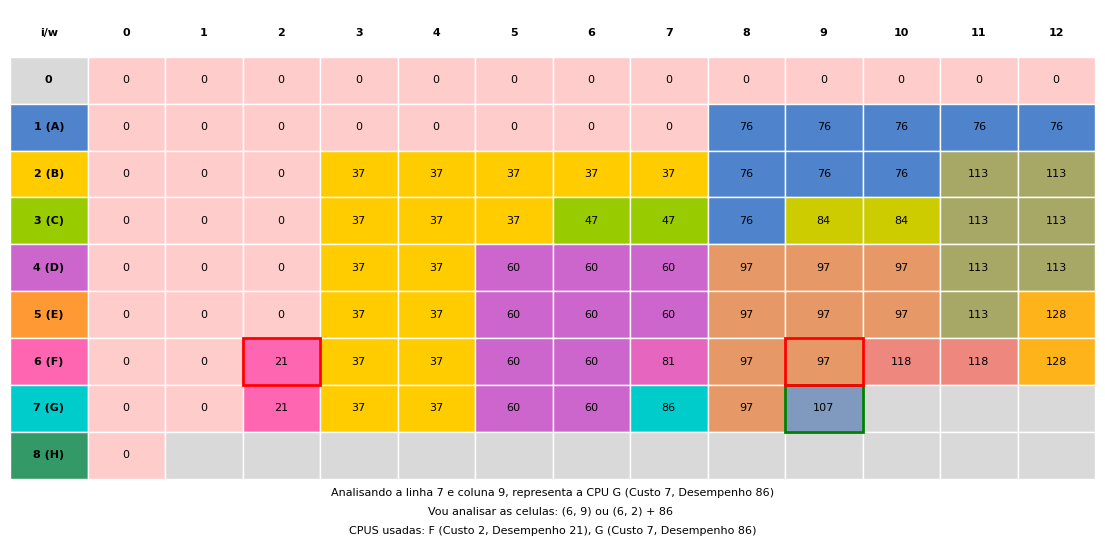 i/w 0 1 2 3 4 5 6 7 8 9 10 11 12
0 0 0 0 0 0 0 0 0 0 0 0 0 0
1 (A) 0 0 0 0 0 0 0 0 76 76 76 76 76
2 (B) 0 0 0 37 37 37 37 37 76 76 76 113 113
3 (C) 0 0 0 37 37 37 47 47 76 84 84 113 113
4 (D) 0 0 0 37 37 60 60 60 97 97 97 113 113
5 (E) 0 0 0 37 37 60 60 60 97 97 97 113 128
6 (F) 0 0 21 37 37 60 60 81 97 97 118 118 128
7 (G) 0 0 21 37 37 60 60 86 97 107
8 (H) 0
Analisando a linha 7 e coluna 9, representa a CPU G (Custo 7, Desempenho 86)
Vou analisar as celulas: (6, 9) ou (6, 2) + 86
CPUS usadas: F (Custo 2, Desempenho 21), G (Custo 7, Desempenho 86)